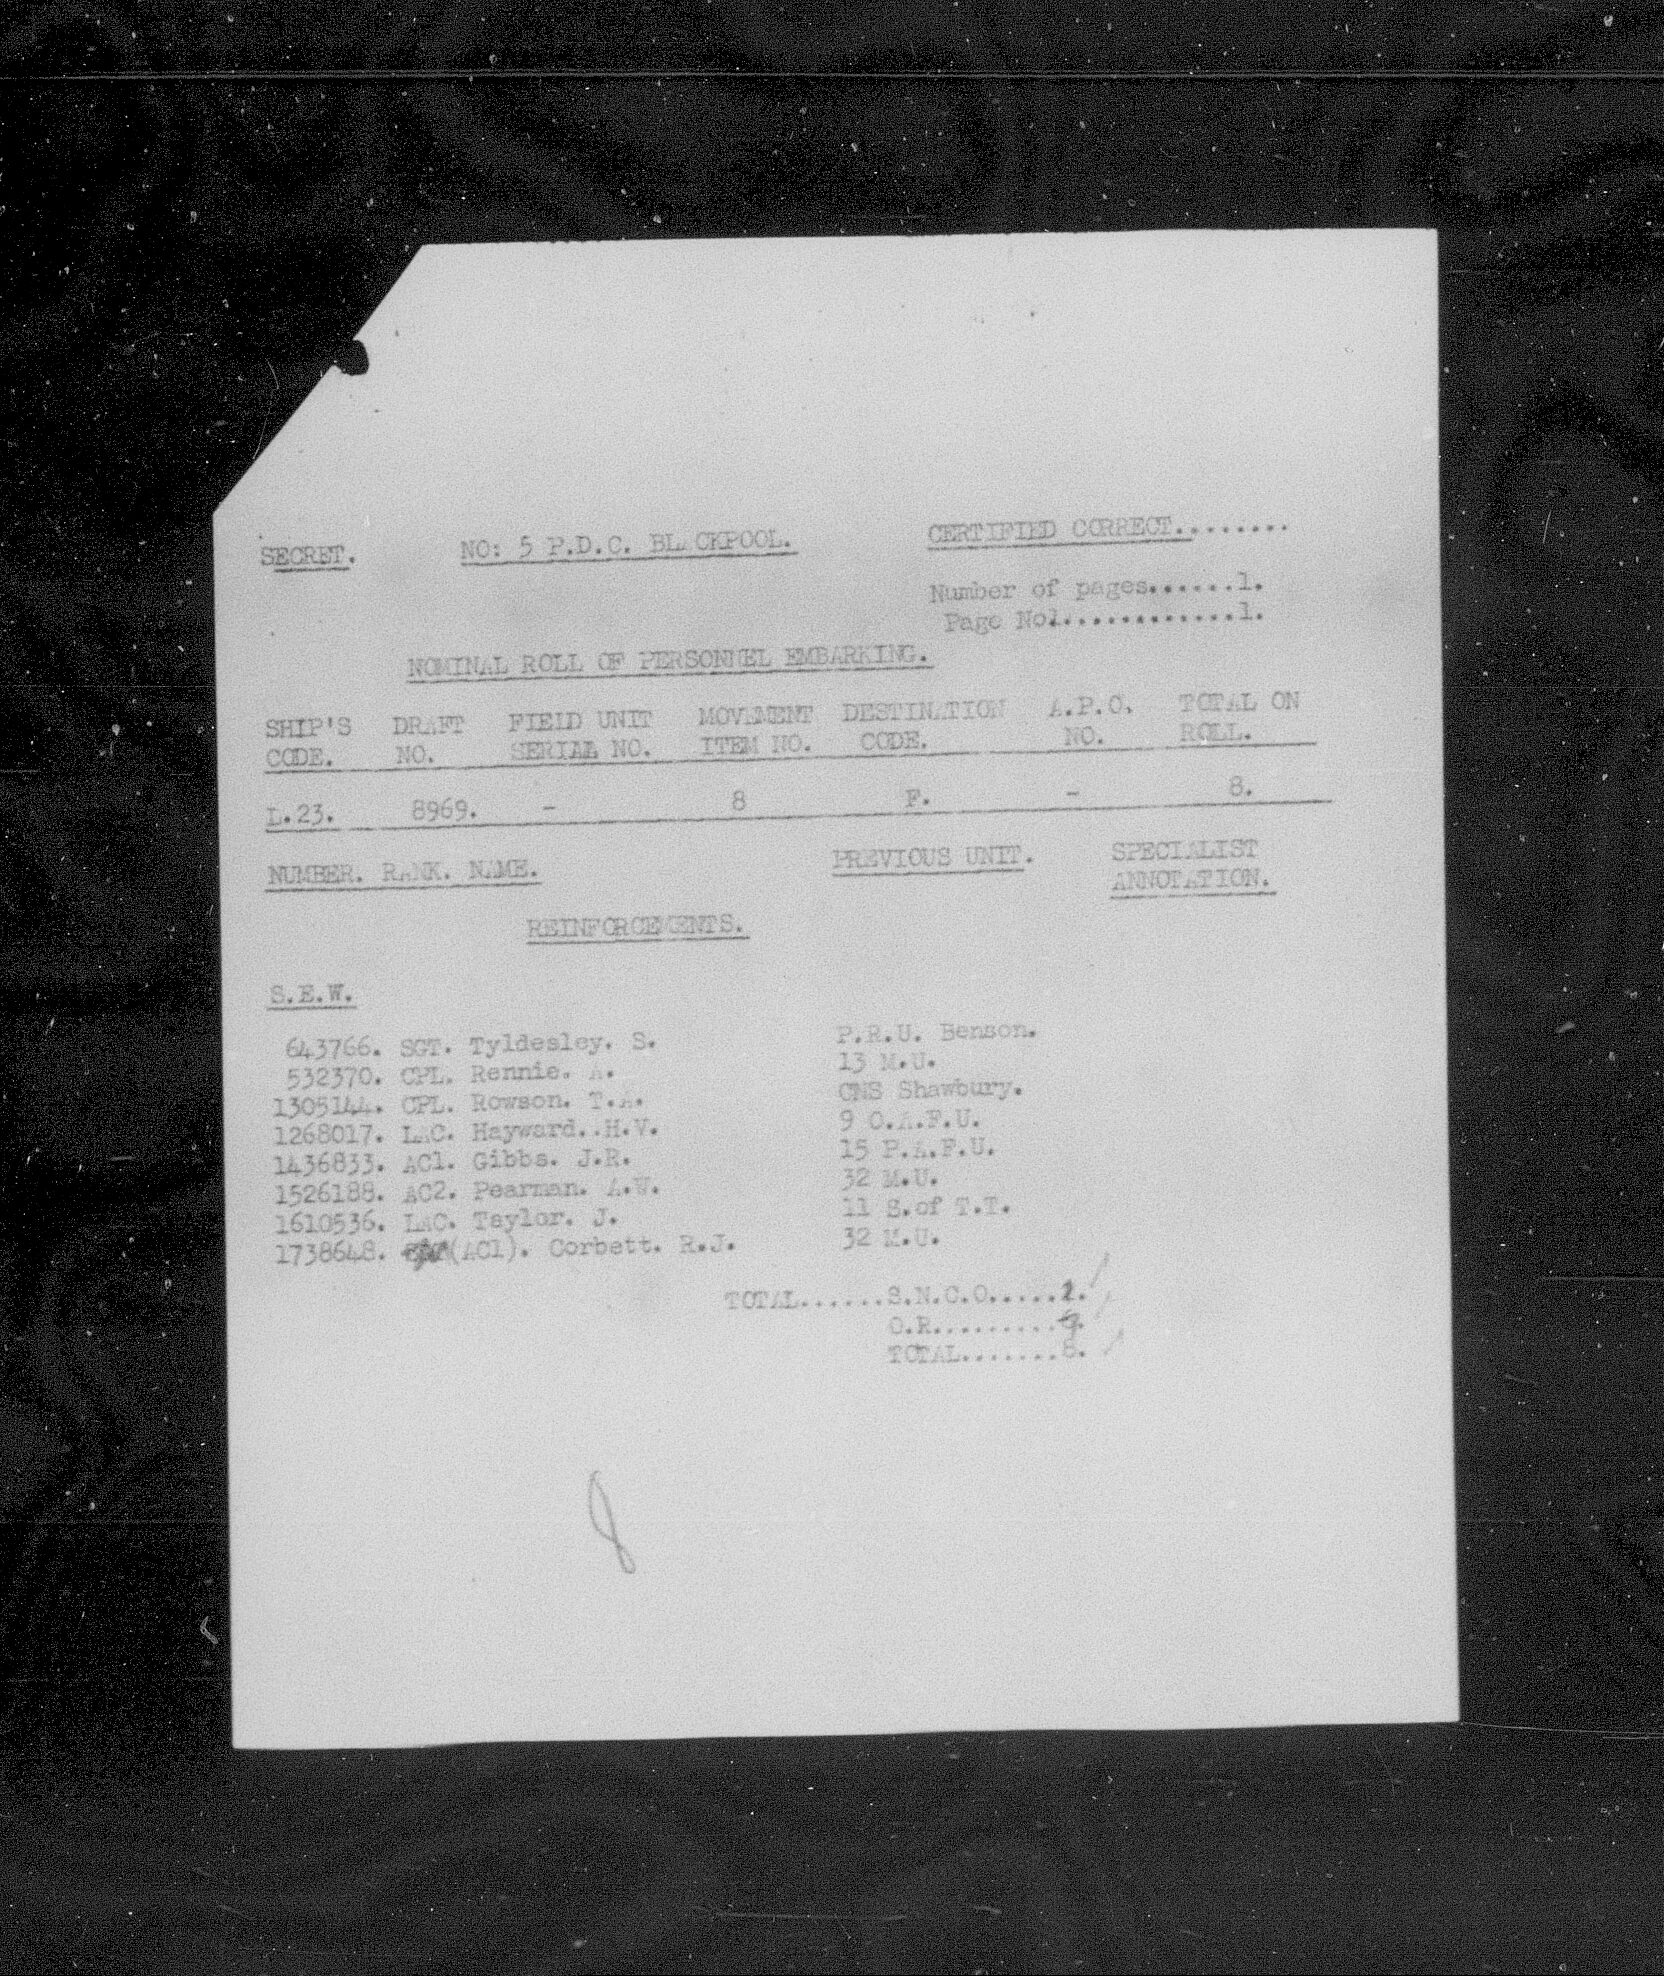 SECRET. NO: 5 P.D.C. BLACKPOOL. CERTIFIED CORRECT........
Number of pages......1.
Page No1.............1.
NOMINAL ROLL OF PERSONNEL EMBARKING.
SHIP'S DRAFT FIELD UNIT MOVEMENT DESTINATION A.P.O. TOTAL ON
CODE. NO. SERIAL NO. ITEM NO. CODE. NO. ROLL.
L.23. 8969. - 8 F. - 8.
NUMBER. RANK. NAME. PREVIOUS UNIT. SPECIALIST
ANNOTATION.
REINFORCEMENTS.
S.E.W.
643766. SGT. Tyldesley. S. P.R.U. Benson.
532370. CPL. Rennie. A. 13 M.U.
1305144. CPL. Rowson. T.A. CNS Shawbury.
1268017. LAC. Hayward..H.V. 9 O.A.F.U.
1436833. AC1. Gibbs. J.R. 15 P.A.F.U.
1526188. AC2. Pearman. A.W. 32 M.U.
1610536. LAC. Taylor. J. 11 S.of T.T.
1738648. (AC1). Corbett. R.J. 32 M.U.
TOTAL......S.N.C.O.....1.
O.R.........7.
TOTAL.......8.